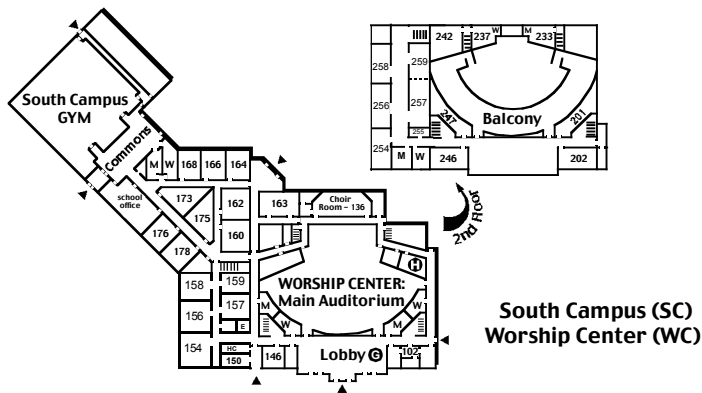 South Campus
GYM
Commons
school
office
M
W
168
166
164
173
175
162
160
176
178
163
Choir
Room – 136
H
158
156
154
159
157
E
HC
150
WORSHIP CENTER:
Main Auditorium
M
W
M
W
146
Lobby G
102
242
237
W
M
233
258
259
256
257
255
254
M
W
247
246
Balcony
201
202
2nd Floor
South Campus (SC)
Worship Center (WC)